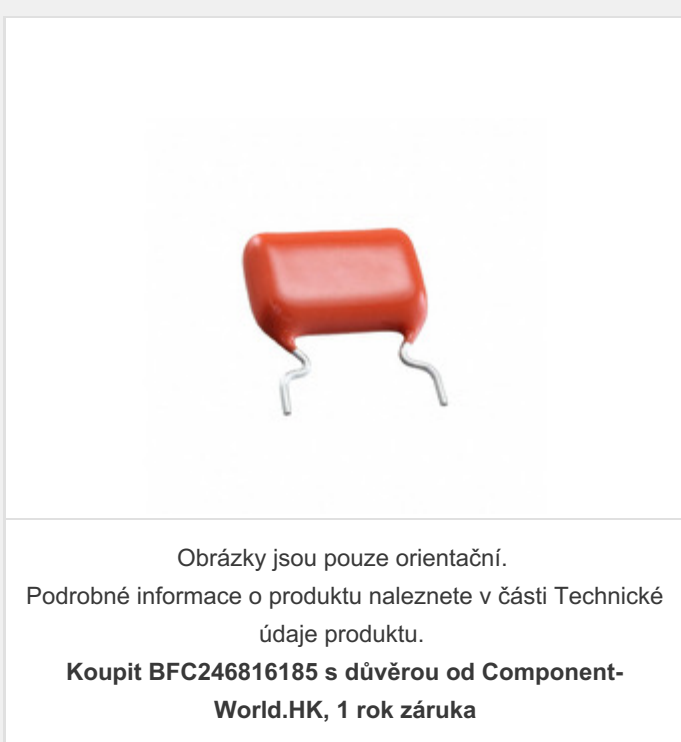 Obrázky jsou pouze orientační.
Podrobné informace o produktu naleznete v části Technické
údaje produktu.
Koupit BFC246816185 s důvěrou od Component-
World.HK, 1 rok záruka